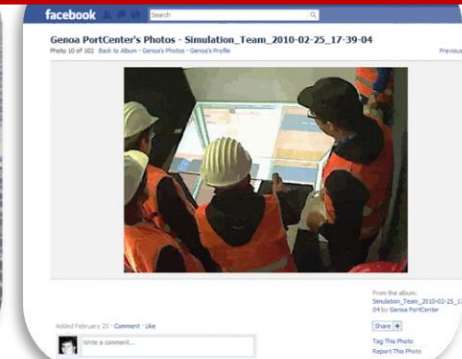 facebook
Search
Genoa PortCenter's Photos - Simulation_Team_2010-02-25_17-39-04
Photo 10 of 102 Back to Album · Genoa's Photos · Genoa's Profile
Previous
From the album:
Simulation_Team_2010-02-25_17
04 by Genoa PortCenter
Share +
Added February 25 · Comment · Like
Write a comment...
Tag This Photo
Report This Photo